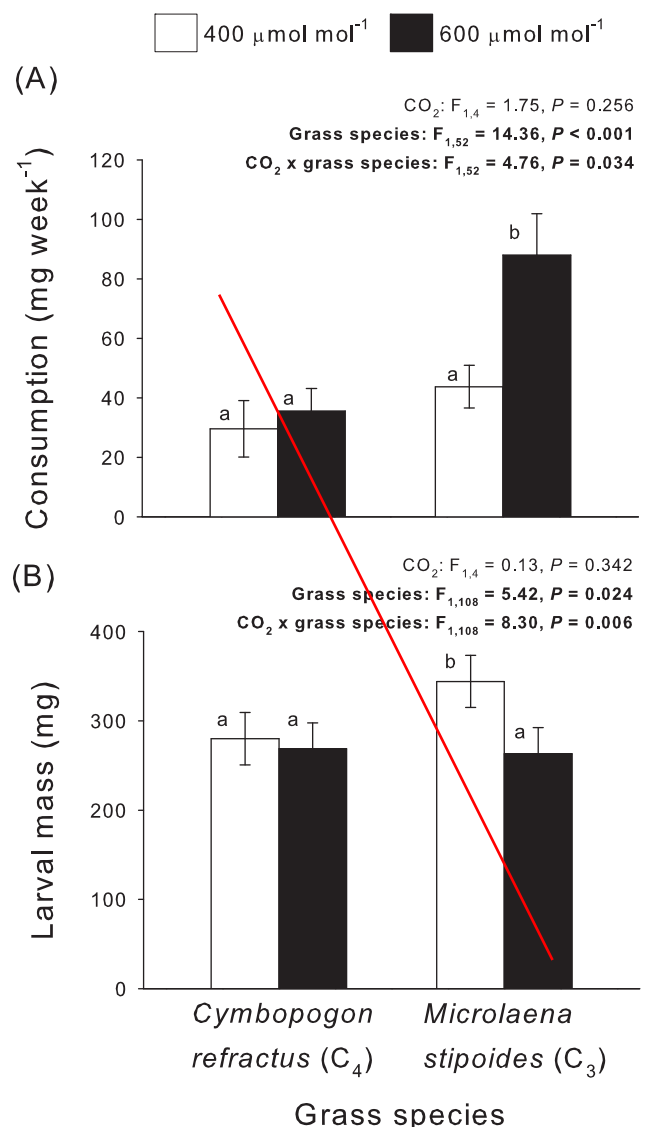 400 μmol mol⁻¹ 600 μmol mol⁻¹
(A)
CO₂: F₁,₄ = 1.75, P = 0.256
Grass species: F₁,₅₂ = 14.36, P < 0.001
CO₂ x grass species: F₁,₅₂ = 4.76, P = 0.034
Consumption (mg week⁻¹)
120
100
80
60
40
20
0
a a a b
(B)
CO₂: F₁,₄ = 0.13, P = 0.342
Grass species: F₁,₁₀₈ = 5.42, P = 0.024
CO₂ x grass species: F₁,₁₀₈ = 8.30, P = 0.006
Larval mass (mg)
400
300
200
100
0
a a b a
Cymbopogon Microlaena
refractus (C₄) stipoides (C₃)
Grass species